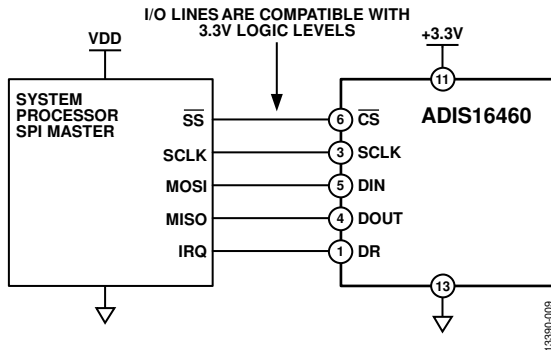 I/O LINES ARE COMPATIBLE WITH
3.3V LOGIC LEVELS
VDD
+3.3V
SYSTEM
PROCESSOR
SPI MASTER
11
ADIS16460
SS
6
CS
SCLK
3
SCLK
MOSI
5
DIN
MISO
4
DOUT
IRQ
1
DR
13
13390-009